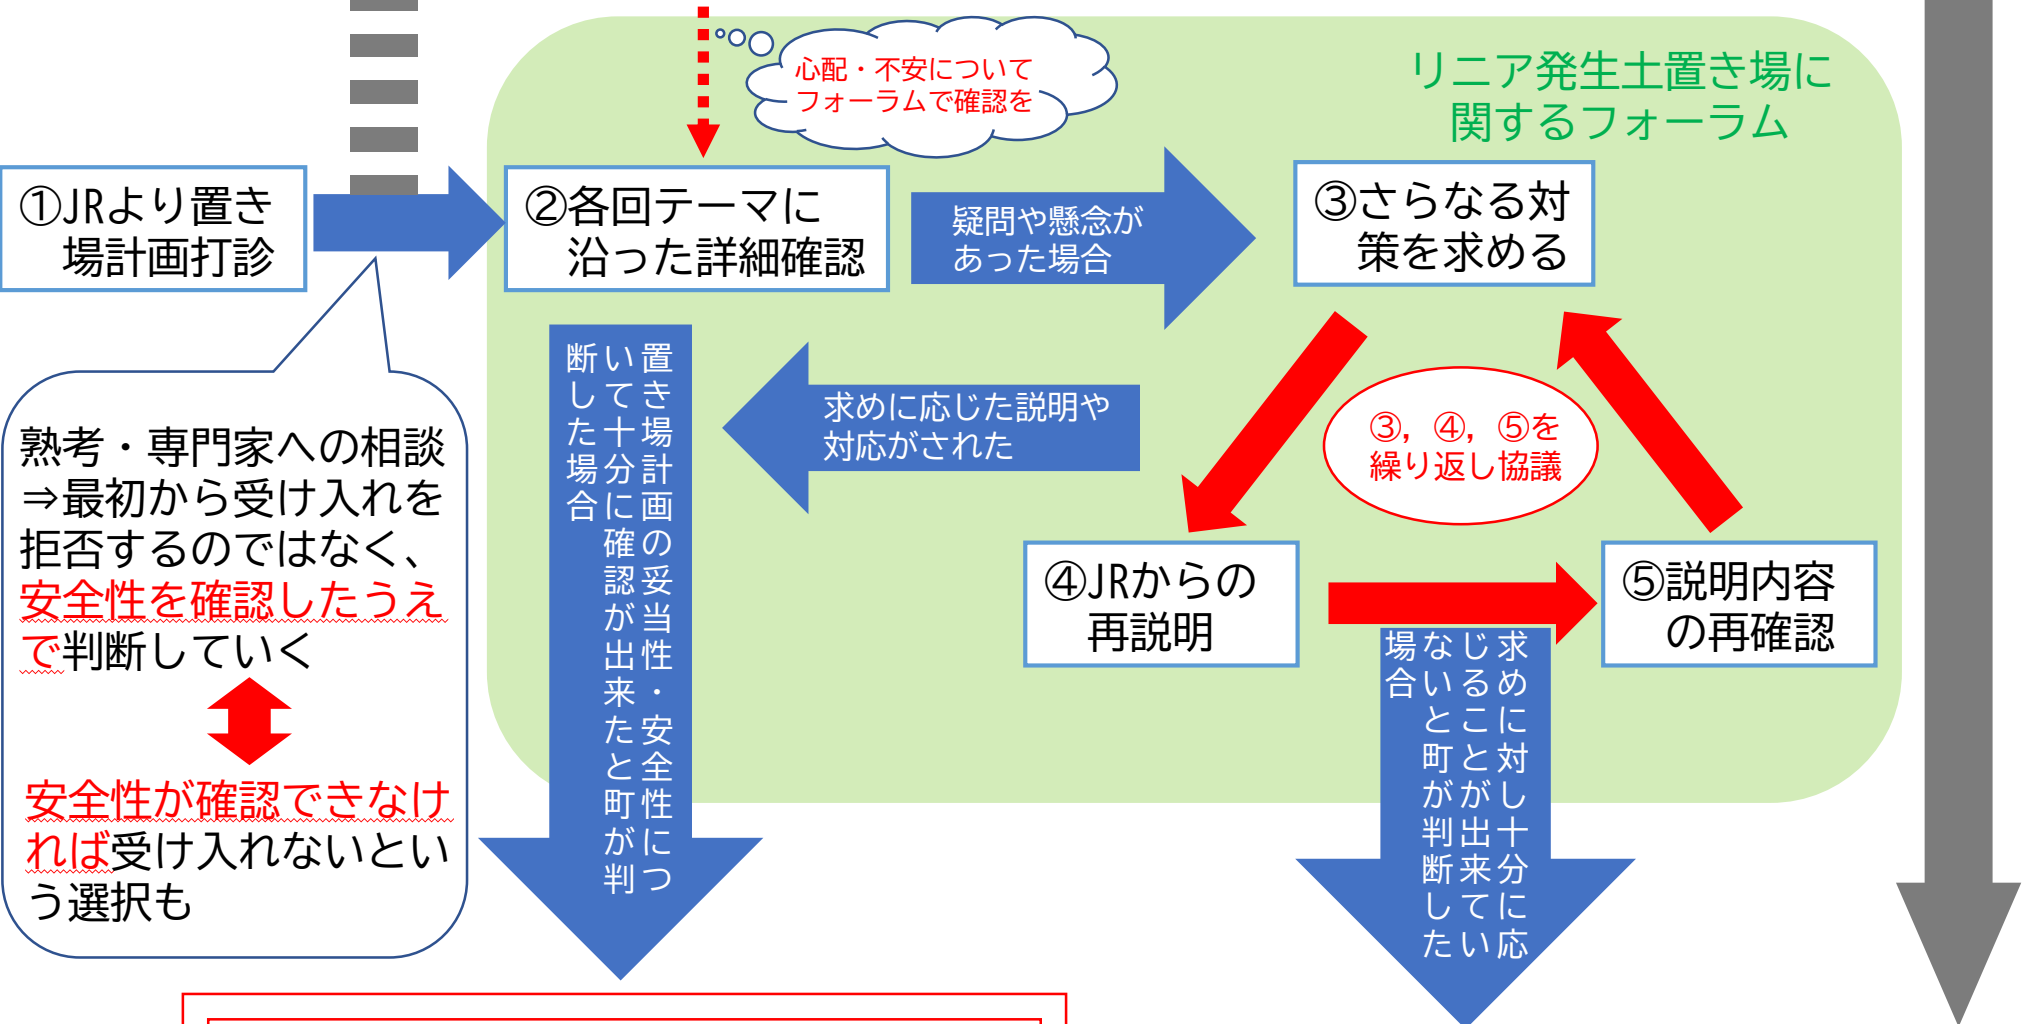 心配・不安について
フォーラムで確認を
リニア発生土置き場に
関するフォーラム
①JRより置き
場計画打診
②各回テーマに
沿った詳細確認
疑問や懸念が
あった場合
③さらなる対
策を求める
熟考・専門家への相談
⇒最初から受け入れを
拒否するのではなく、
安全性を確認したうえ
で判断していく
安全性が確認できなけ
れば受け入れないとい
う選択も
置き場計画の妥当性・安全性につ
いて十分に確認が出来たと町が判
断した場合
求めに応じた説明や
対応がされた
③，④，⑤を
繰り返し協議
④JRからの
再説明
⑤説明内容
の再確認
求めに対し十分に応
じることが出来てい
ないと町が判断した
場合